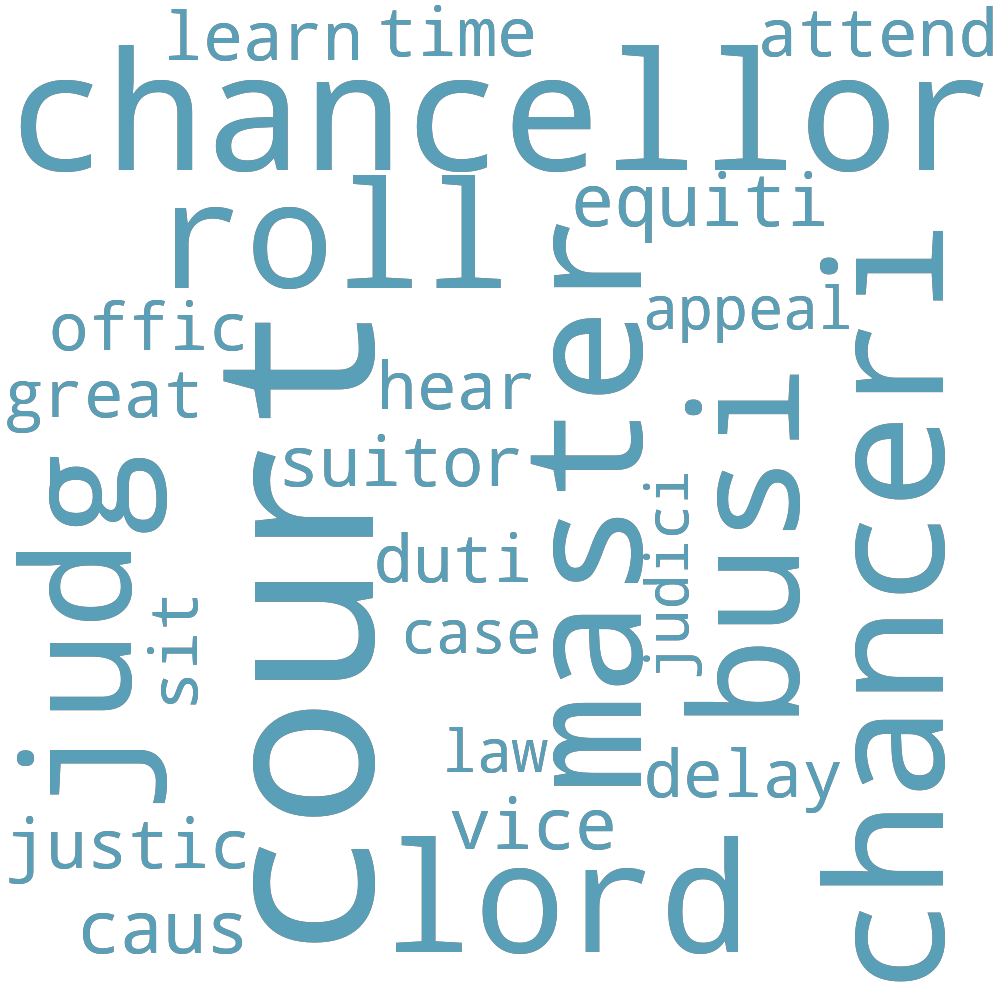 learn
time
attend
chancellor
roll
equiti
master
chanceri
appeal
offic
court
hear
great
busi
suitor
judg
judici
duti
sit
case
law
delay
vice
justic
lord
caus